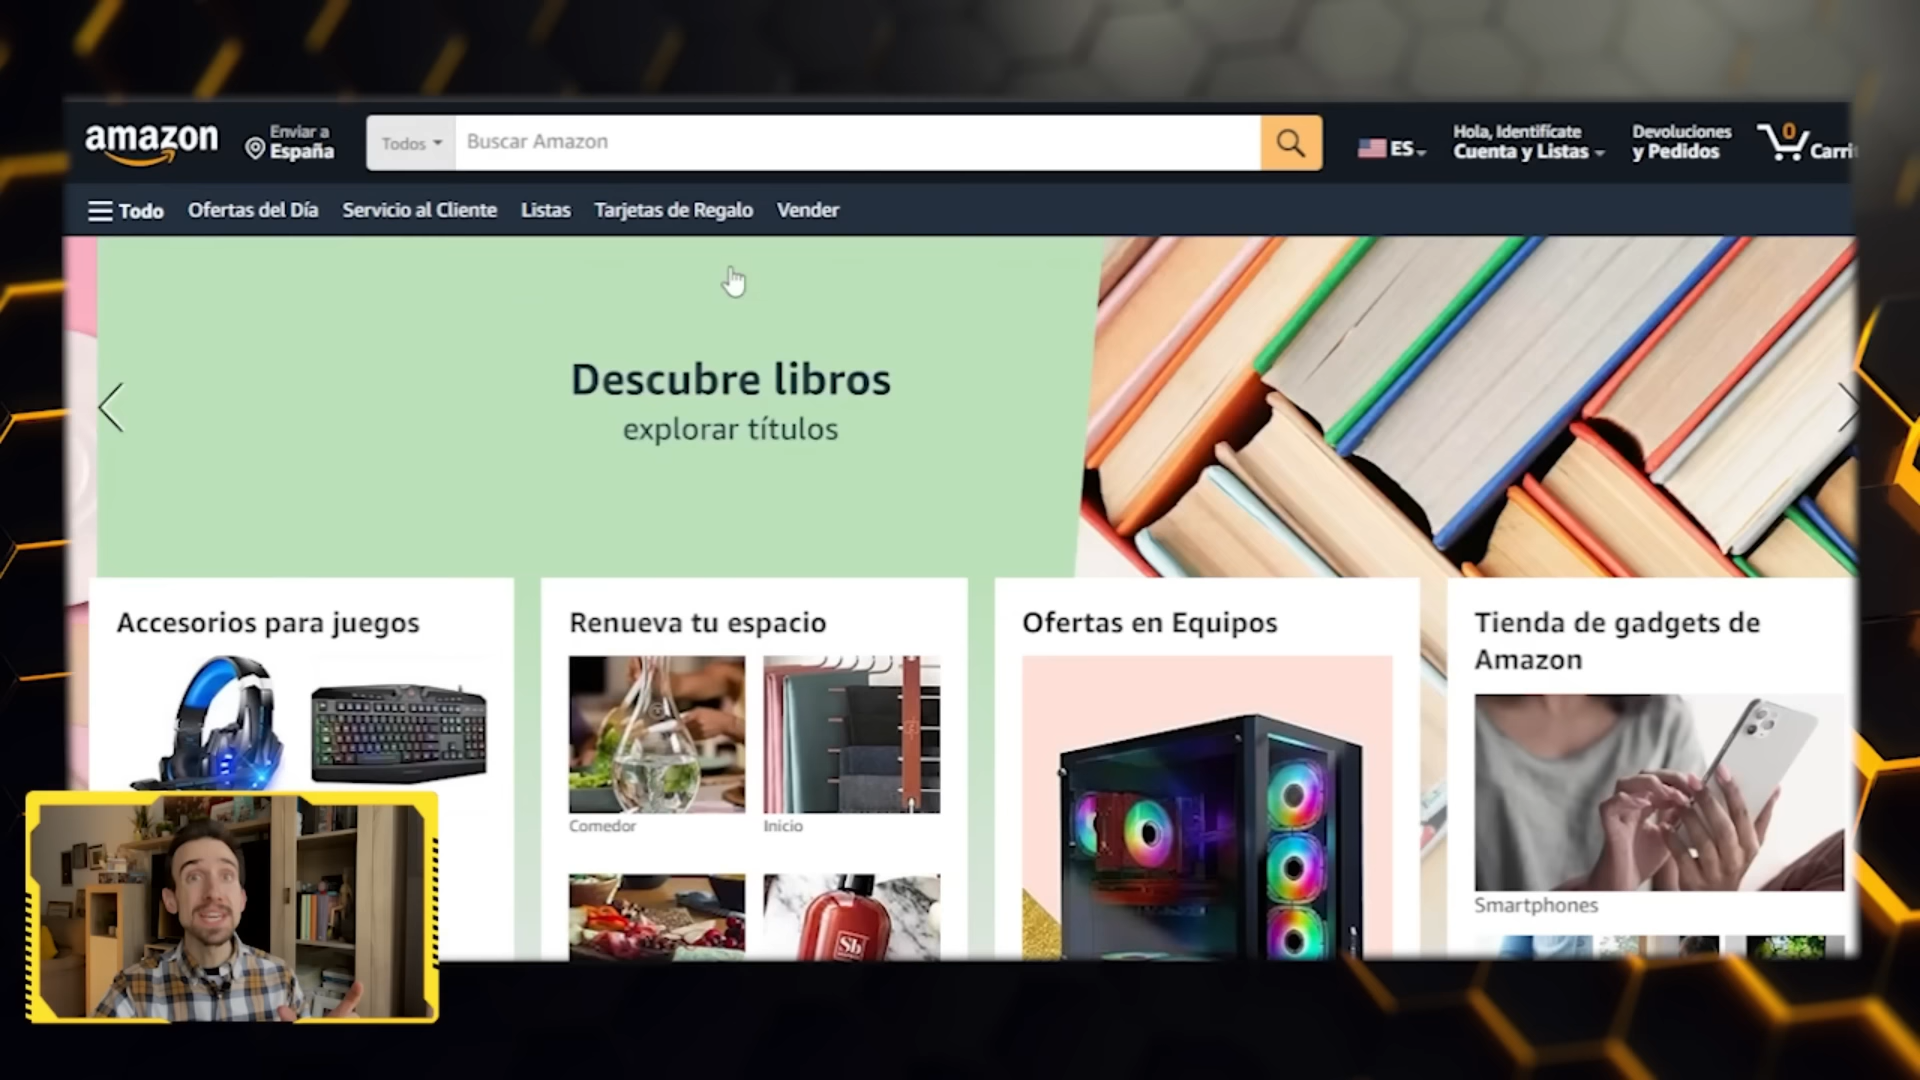 amazon
Enviar a
España
Todos
Buscar Amazon
ES
Hola, Identifícate
Cuenta y Listas
Devoluciones
y Pedidos
0
Todo
Ofertas del Día
Servicio al Cliente
Listas
Tarjetas de Regalo
Vender
Descubre libros
explorar títulos
Accesorios para juegos
Renueva tu espacio
Comedor
Inicio
Sb
Ofertas en Equipos
Tienda de gadgets de
Amazon
Smartphones